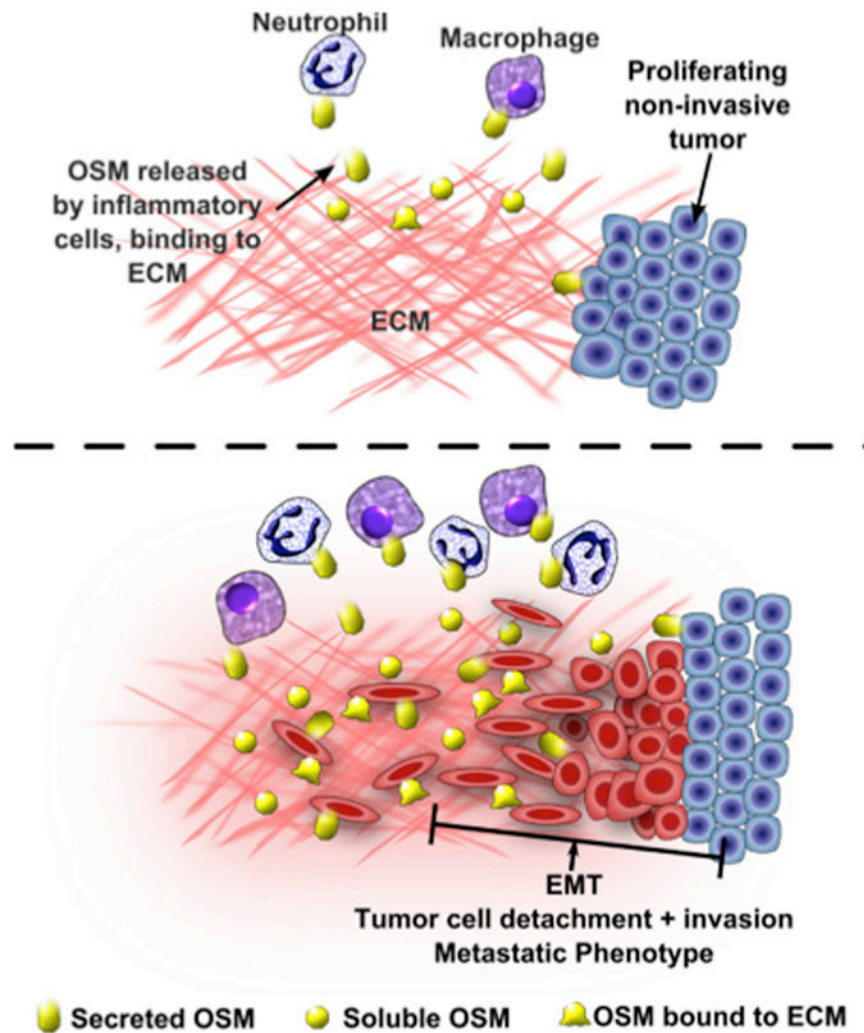 Neutrophil
Macrophage
Proliferating
non-invasive
tumor
OSM released
by inflammatory
cells, binding to
ECM
ECM
EMT
Tumor cell detachment + invasion
Metastatic Phenotype
Secreted OSM
Soluble OSM
OSM bound to ECM